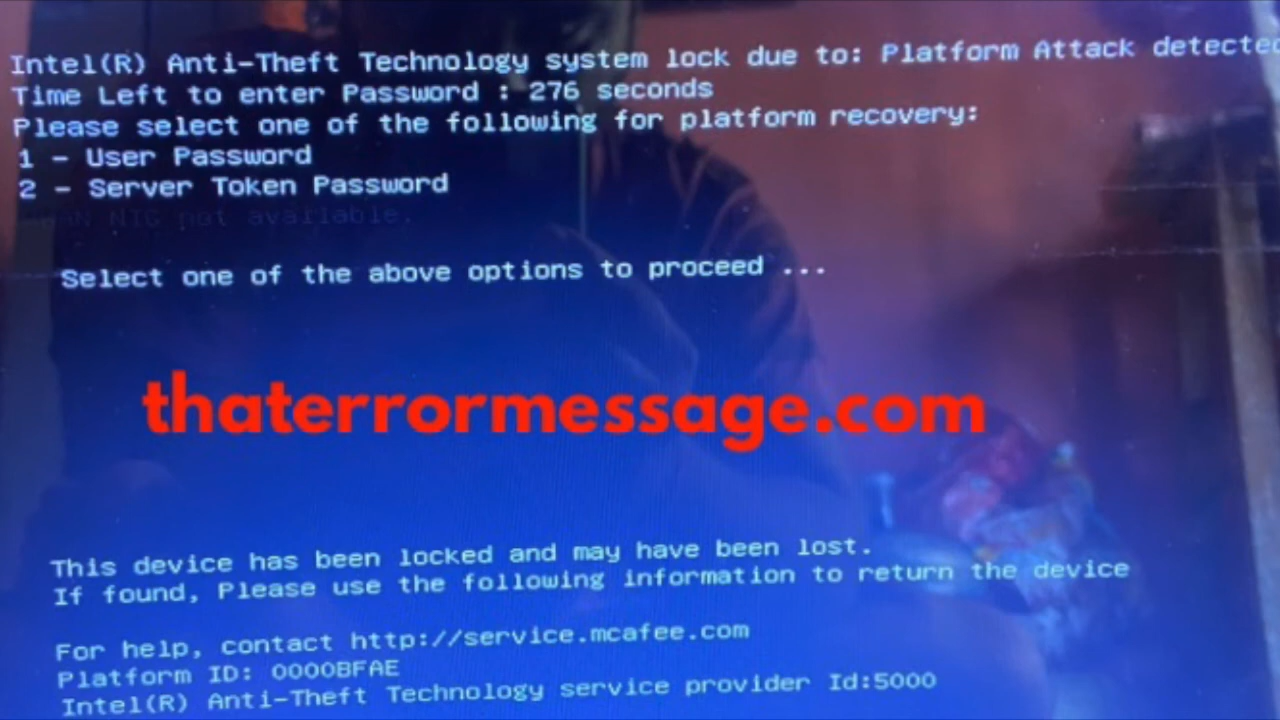 Intel(R) Anti-Theft Technology system lock due to: Platform Attack detected
Time Left to enter Password : 276 seconds
Please select one of the following for platform recovery:
1 - User Password
2 - Server Token Password
NIC not available.
Select one of the above options to proceed ...
thaterrormessage.com
This device has been locked and may have been lost.
If found, Please use the following information to return the device
For help, contact http://service.mcafee.com
Platform ID: 0000BFAE
Intel(R) Anti-Theft Technology service provider Id:5000